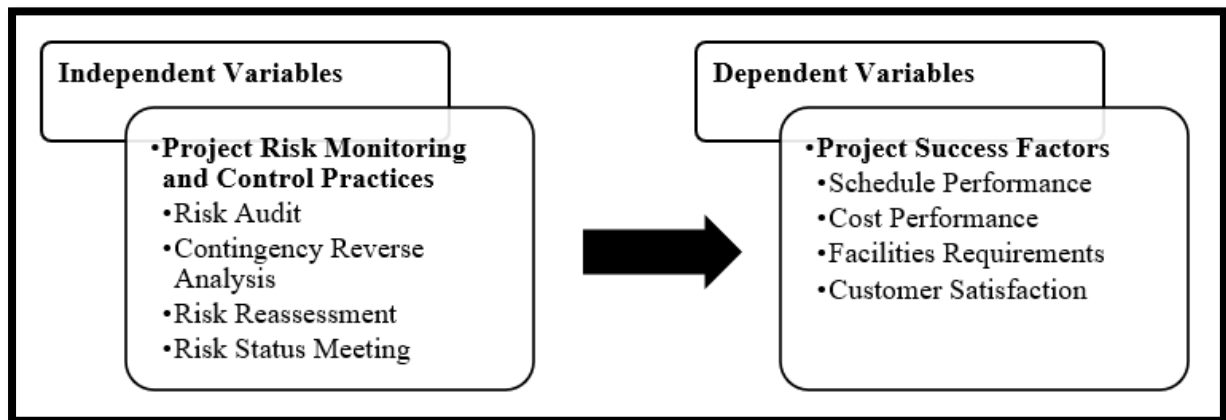 Independent Variables
•Project Risk Monitoring
and Control Practices
•Risk Audit
•Contingency Reverse
Analysis
•Risk Reassessment
•Risk Status Meeting
Dependent Variables
•Project Success Factors
•Schedule Performance
•Cost Performance
•Facilities Requirements
•Customer Satisfaction